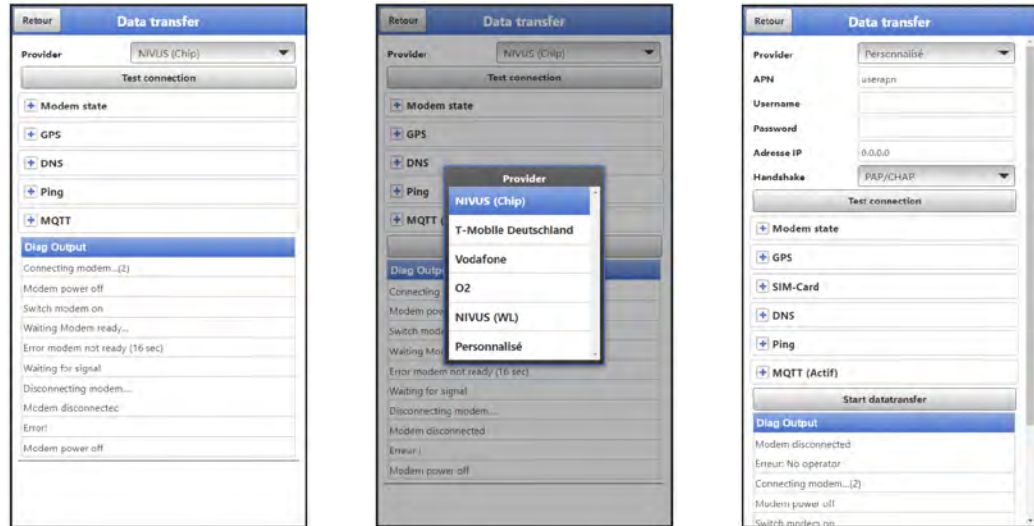 Retour Data transfer
Provider NIVUS (Chip)
Test connection
Modem state
GPS
DNS
Ping
MQTT
Diag Output
Connecting modem...(2)
Modem power off
Switch modem on
Waiting Modem ready...
Error modem not ready (16 sec)
Waiting for signal
Disconnecting modem....
Modem disconnected
Error!
Modem power off
Retour Data transfer
Provider NIVUS (Chip)
Test connection
Modem state
GPS
DNS
Ping
MQTT (
Provider
NIVUS (Chip)
T-Mobile Deutschland
Vodafone
O2
NIVUS (WL)
Personnalisé
Diag Outp
Connecting
Modem pow
Switch mode
Waiting Mo
Error modem not ready (16 sec)
Waiting for signal
Disconnecting modem....
Modem disconnected
Erreur !
Modem power off
Retour Data transfer
Provider Personnalisé
APN userapn
Username
Password
Adresse IP 0.0.0.0
Handshake PAP/CHAP
Test connection
Modem state
GPS
SIM-Card
DNS
Ping
MQTT (Actif)
Start datatransfer
Diag Output
Modem disconnected
Erreur: No operator
Connecting modem...(2)
Modem power off
Switch modem on